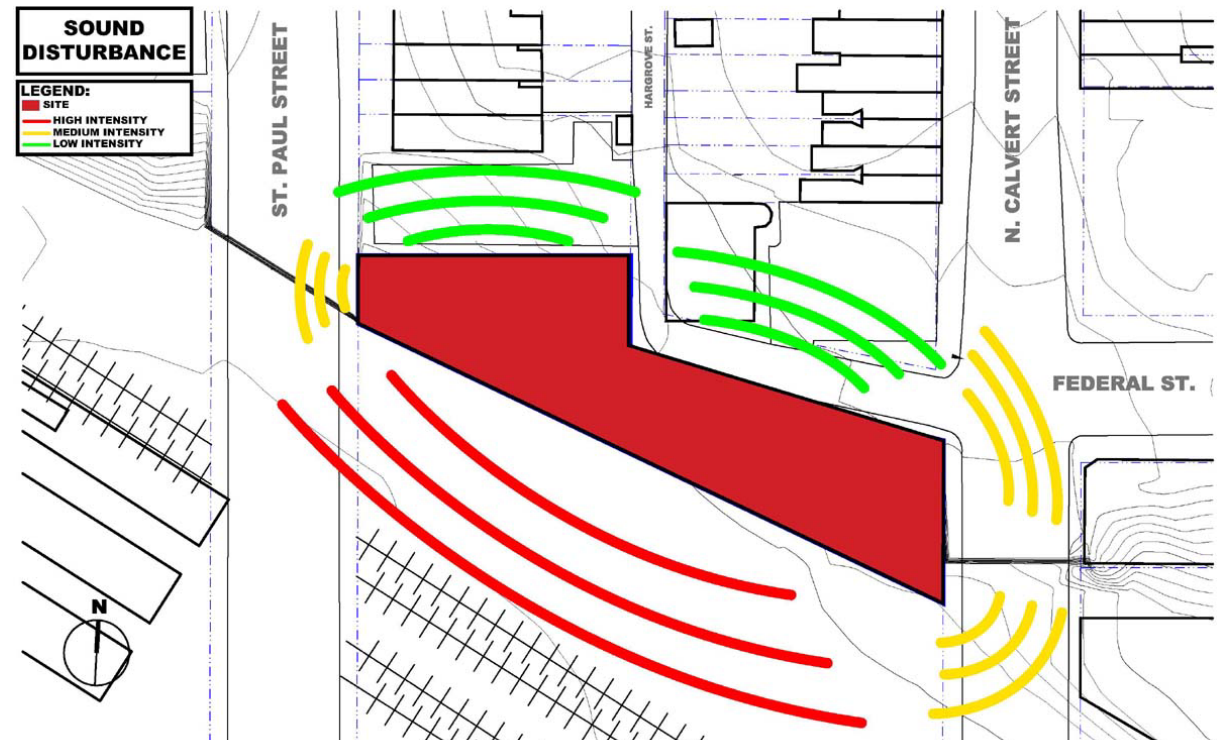 SOUND
DISTURBANCE
LEGEND:
SITE
HIGH INTENSITY
MEDIUM INTENSITY
LOW INTENSITY
ST. PAUL STREET
HARGROVE ST.
N. CALVERT STREET
FEDERAL ST.
N